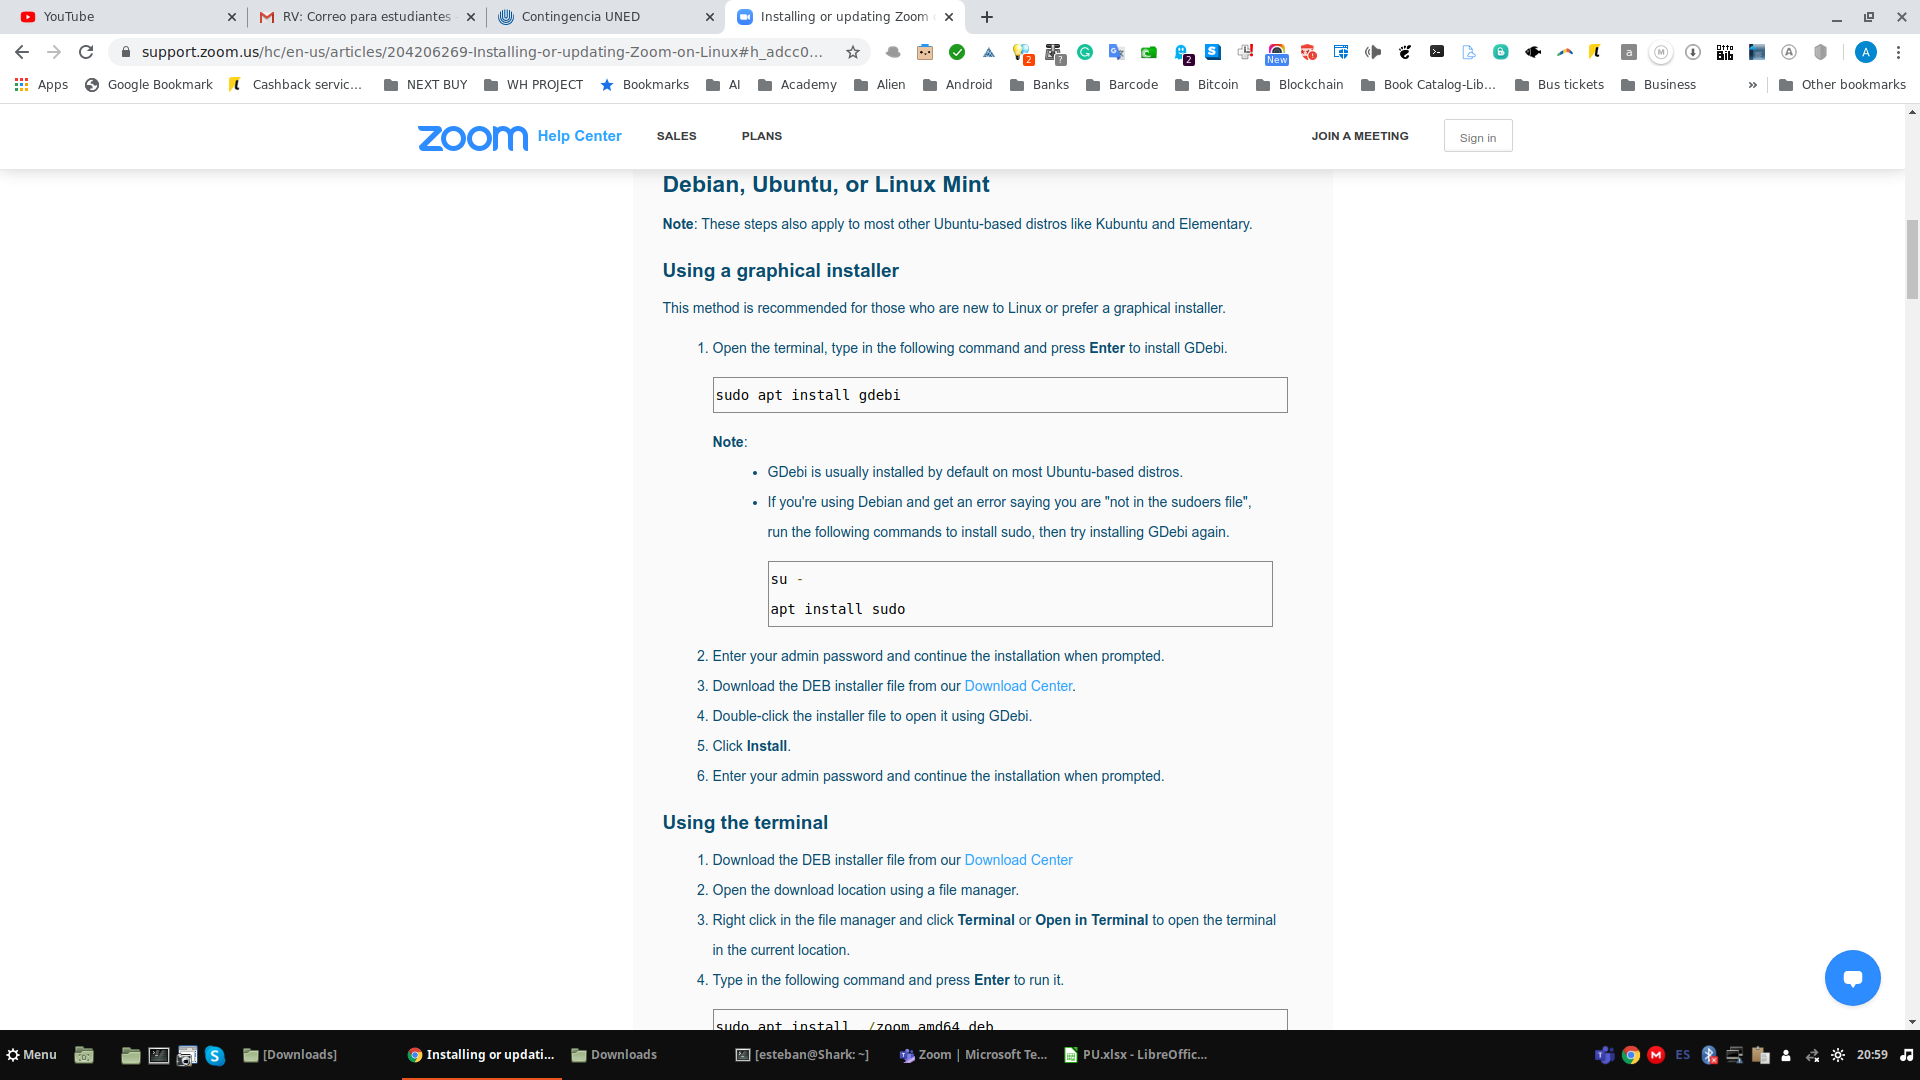 YouTube
RV: Correo para estudiantes
Contingencia UNED
Installing or updating Zoom
support.zoom.us/hc/en-us/articles/204206269-Installing-or-updating-Zoom-on-Linux#h_adcc0...
2
?
2
New
A
Apps
Google Bookmark
Cashback servic...
NEXT BUY
WH PROJECT
Bookmarks
AI
Academy
Alien
Android
Banks
Barcode
Bitcoin
Blockchain
Book Catalog-Lib...
Bus tickets
Business
»
Other bookmarks
zoom Help Center
SALES
PLANS
JOIN A MEETING
Sign in
Debian, Ubuntu, or Linux Mint
Note: These steps also apply to most other Ubuntu-based distros like Kubuntu and Elementary.
Using a graphical installer
This method is recommended for those who are new to Linux or prefer a graphical installer.
1. Open the terminal, type in the following command and press Enter to install GDebi.
sudo apt install gdebi
Note:
• GDebi is usually installed by default on most Ubuntu-based distros.
• If you're using Debian and get an error saying you are "not in the sudoers file",
run the following commands to install sudo, then try installing GDebi again.
su -
apt install sudo
2. Enter your admin password and continue the installation when prompted.
3. Download the DEB installer file from our Download Center.
4. Double-click the installer file to open it using GDebi.
5. Click Install.
6. Enter your admin password and continue the installation when prompted.
Using the terminal
1. Download the DEB installer file from our Download Center
2. Open the download location using a file manager.
3. Right click in the file manager and click Terminal or Open in Terminal to open the terminal
in the current location.
4. Type in the following command and press Enter to run it.
sudo apt install ./zoom_amd64.deb
Menu
[Downloads]
Installing or updati...
Downloads
[esteban@Shark: ~]
Zoom | Microsoft Te...
PU.xlsx - LibreOffic...
ES
20:59